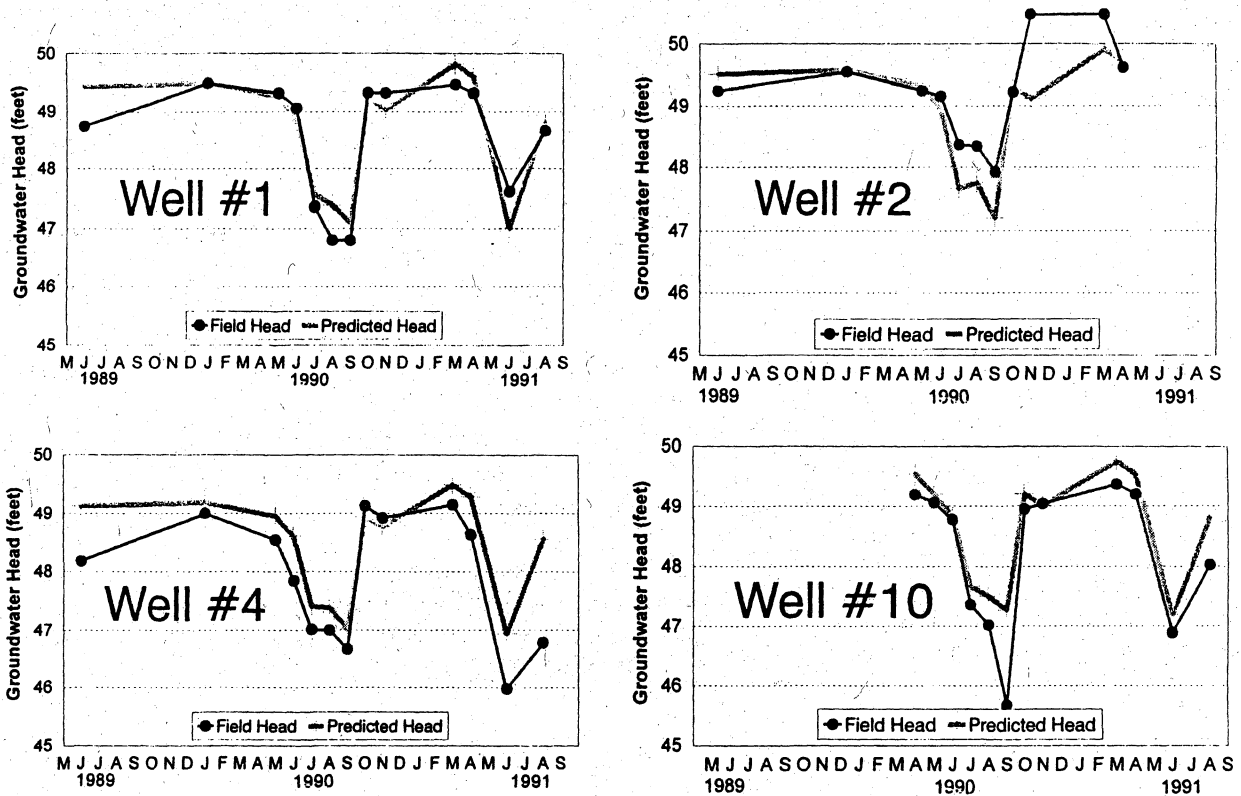 50
49
48
47
46
45
Groundwater Head (feet)
Well #1
Field Head Predicted Head
M J J A S O N D J F M A M J J A S O N D J F M A M J J A S
1989 1990 1991
50
49
48
47
46
45
Groundwater Head (feet)
Well #2
Field Head Predicted Head
M J J A S O N D J F M A M J J A S O N D J F M A M J J A S
1989 1990 1991
50
49
48
47
46
45
Groundwater Head (feet)
Well #4
Field Head Predicted Head
M J J A S O N D J F M A M J J A S O N D J F M A M J J A S
1989 1990 1991
50
49
48
47
46
45
Groundwater Head (feet)
Well #10
Field Head Predicted Head
M J J A S O N D J F M A M J J A S O N D J F M A M J J A S
1989 1990 1991